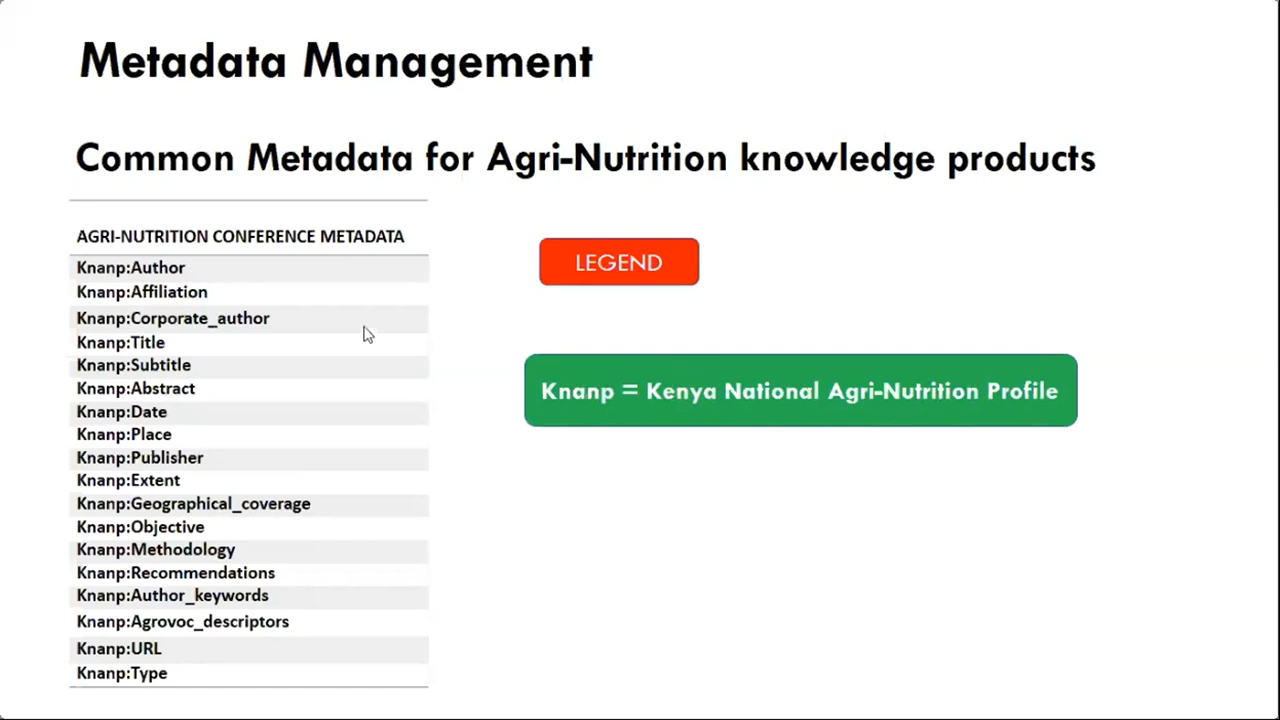 Metadata Management
Common Metadata for Agri-Nutrition knowledge products
AGRI-NUTRITION CONFERENCE METADATA
Knanp:Author
Knanp:Affiliation
Knanp:Corporate_author
Knanp:Title
Knanp:Subtitle
Knanp:Abstract
Knanp:Date
Knanp:Place
Knanp:Publisher
Knanp:Extent
Knanp:Geographical_coverage
Knanp:Objective
Knanp:Methodology
Knanp:Recommendations
Knanp:Author_keywords
Knanp:Agrovoc_descriptors
Knanp:URL
Knanp:Type
LEGEND
Knanp = Kenya National Agri-Nutrition Profile